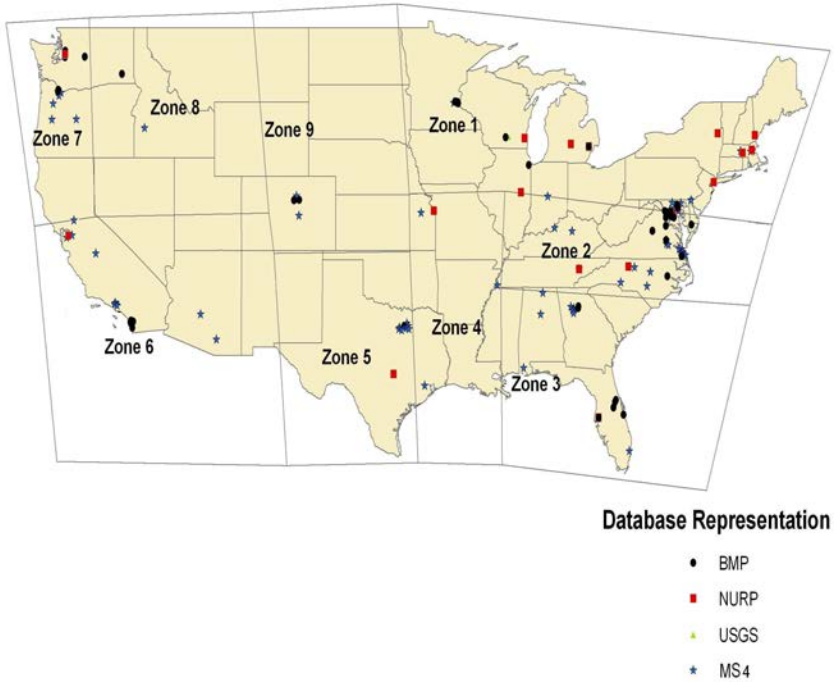 Zone 8
Zone 9
Zone 1
Zone 7
Zone 2
Zone 4
Zone 6
Zone 5
Zone 3
Database Representation
BMP
NURP
USGS
MS4